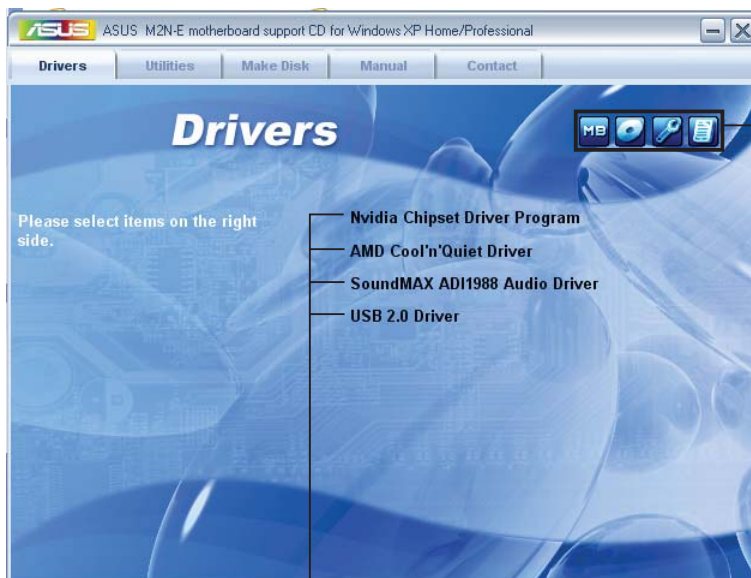 ASUS ASUS M2N-E motherboard support CD for Windows XP Home/Professional
Drivers Utilities Make Disk Manual Contact
Drivers
MB
Please select items on the right
side.
Nvidia Chipset Driver Program
AMD Cool'n'Quiet Driver
SoundMAX ADI1988 Audio Driver
USB 2.0 Driver